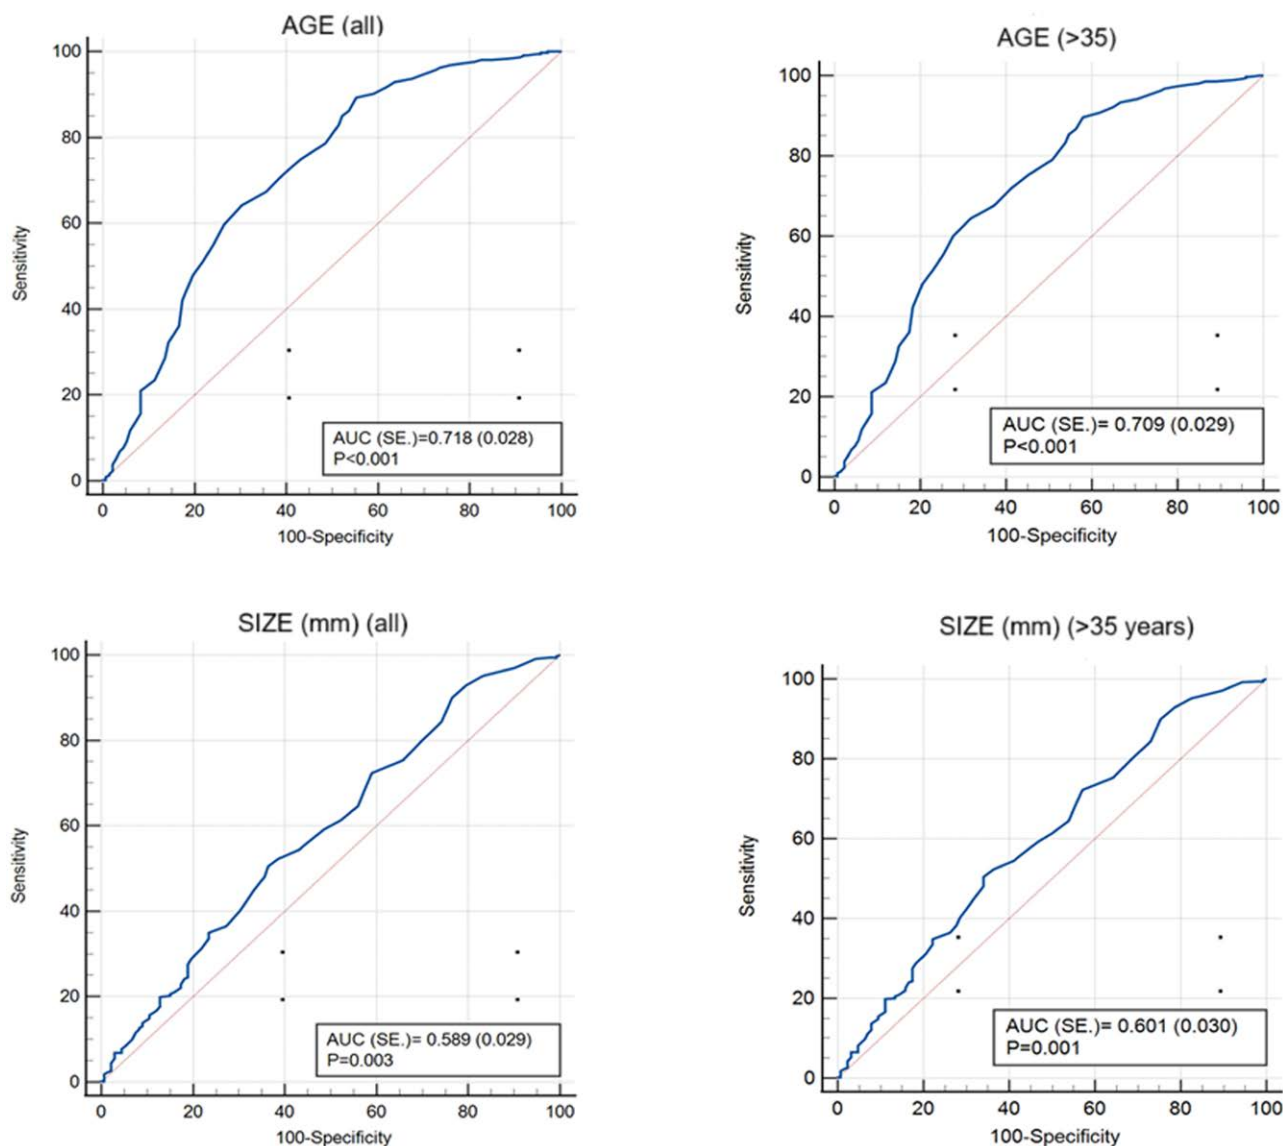 AGE (all)
100
80
60
40
20
0
Sensitivity
AUC (SE.)=0.718 (0.028)
P<0.001
0 20 40 60 80 100
100-Specificity
AGE (>35)
100
80
60
40
20
0
Sensitivity
AUC (SE.)= 0.709 (0.029)
P<0.001
0 20 40 60 80 100
100-Specificity
SIZE (mm) (all)
100
80
60
40
20
0
Sensitivity
AUC (SE.)= 0.589 (0.029)
P=0.003
0 20 40 60 80 100
100-Specificity
SIZE (mm) (>35 years)
100
80
60
40
20
0
Sensitivity
AUC (SE.)= 0.601 (0.030)
P=0.001
0 20 40 60 80 100
100-Specificity